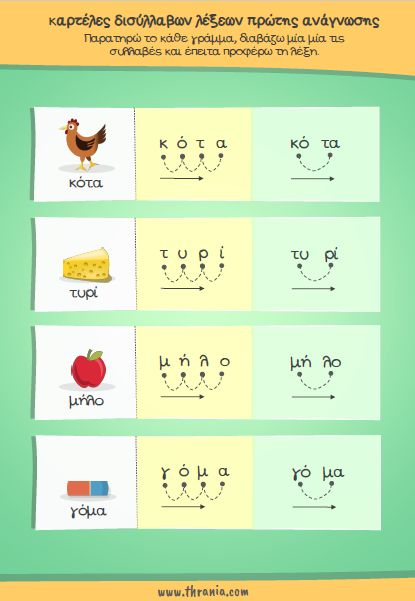 καρτέλες δισύλλαβων λέξεων πρώτης ανάγνωσης
Παρατηρώ το κάθε γράμμα, διαβάζω μία μία τις
συλλαβές και έπειτα προφέρω τη λέξη.
κ ό τ α
κό τα
κότα
τ υ ρ ί
τυ ρί
τυρί
μ ή λ ο
μή λο
μήλο
γ ό μ α
γό μα
γόμα
www.thrania.com